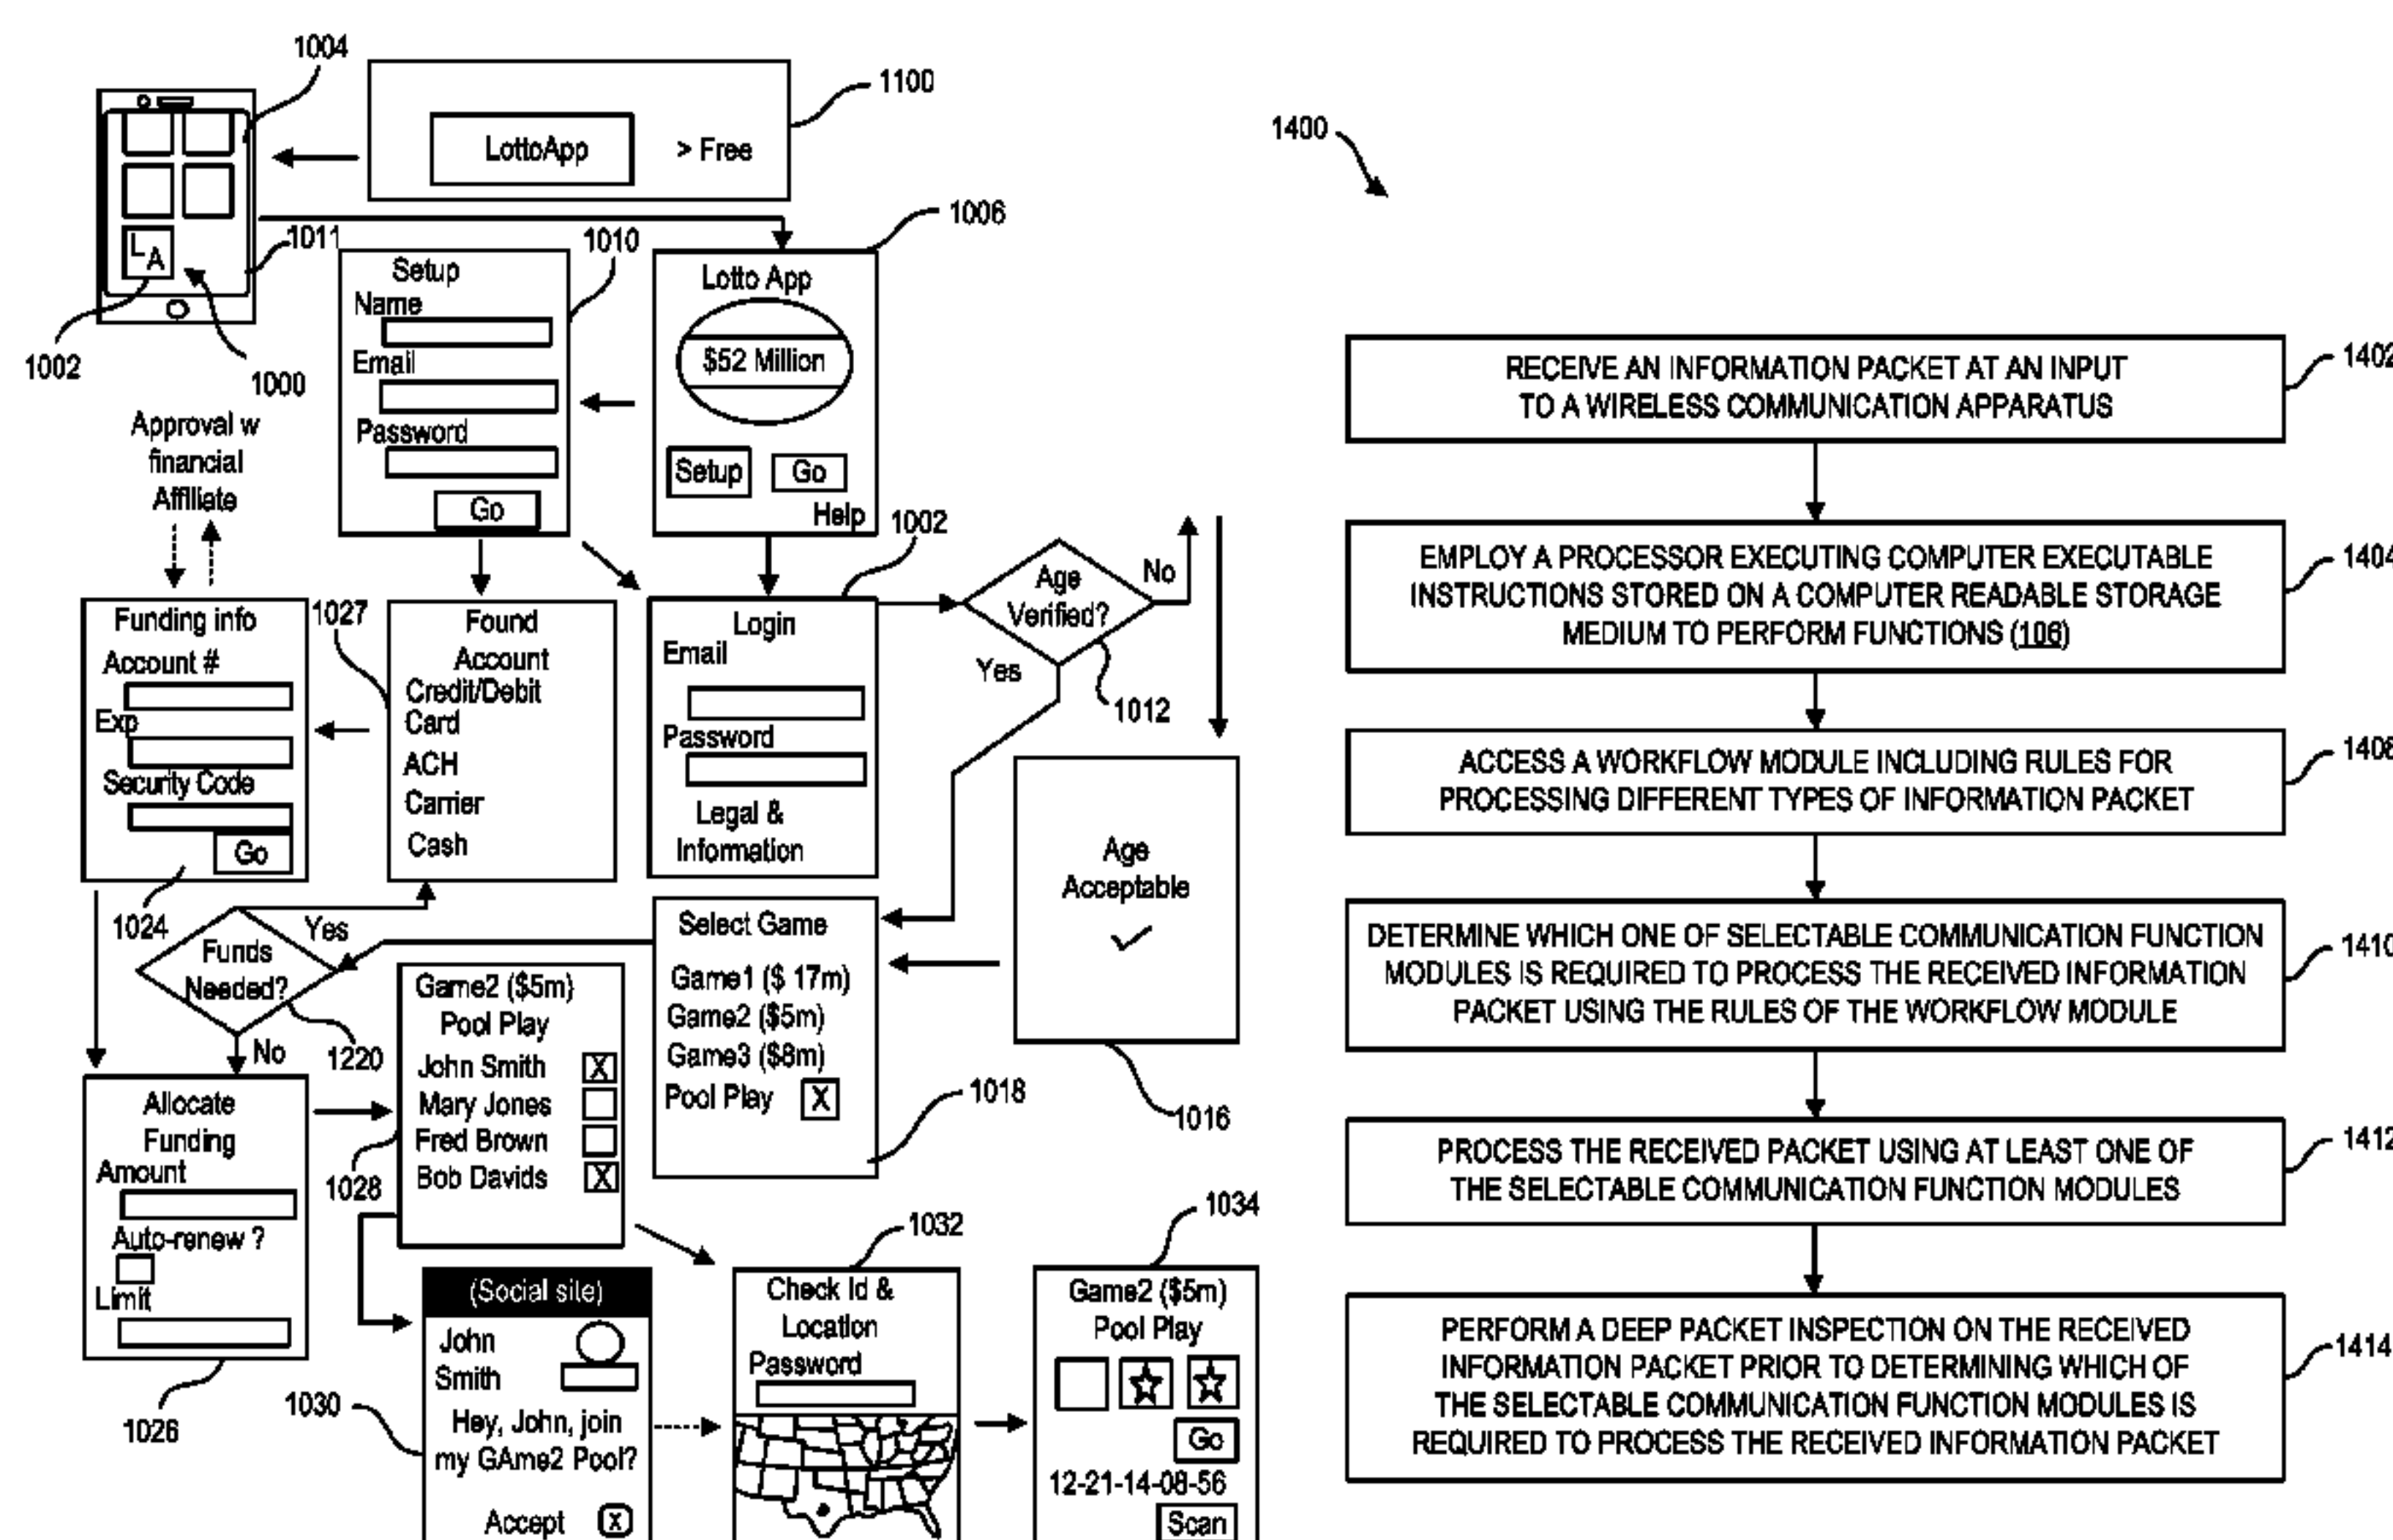 1004
1100
LottoApp > Free
1011
L
A
1002
1000
1010
Setup
Name
Email
Password
Go
1006
Lotto App
$52 Million
Setup Go
Help
Approval w
financial
Affiliate
Funding info
Account #
Exp
Security Code
Go
1024
1027
Found
Account
Credit/Debit
Card
ACH
Carrier
Cash
1002
Login
Email
Password
Legal &
Information
Age
Verified?
No
Yes
1012
Age
Acceptable
1016
Funds
Needed?
Yes
No
1220
Select Game
Game1 ($ 17m)
Game2 ($5m)
Game3 ($8m)
Pool Play X
1018
Allocate
Funding
Amount
Auto-renew ?
Limit
1026
Game2 ($5m)
Pool Play
John Smith X
Mary Jones
Fred Brown
Bob Davids X
1028
(Social site)
John
Smith
Hey, John, join
my GAme2 Pool?
Accept X
1030
1032
Check Id &
Location
Password
1034
Game2 ($5m)
Pool Play
Go
12-21-14-08-56
Scan
1400
RECEIVE AN INFORMATION PACKET AT AN INPUT
TO A WIRELESS COMMUNICATION APPARATUS
1402
EMPLOY A PROCESSOR EXECUTING COMPUTER EXECUTABLE
INSTRUCTIONS STORED ON A COMPUTER READABLE STORAGE
MEDIUM TO PERFORM FUNCTIONS (106)
1404
ACCESS A WORKFLOW MODULE INCLUDING RULES FOR
PROCESSING DIFFERENT TYPES OF INFORMATION PACKET
1408
DETERMINE WHICH ONE OF SELECTABLE COMMUNICATION FUNCTION
MODULES IS REQUIRED TO PROCESS THE RECEIVED INFORMATION
PACKET USING THE RULES OF THE WORKFLOW MODULE
1410
PROCESS THE RECEIVED PACKET USING AT LEAST ONE OF
THE SELECTABLE COMMUNICATION FUNCTION MODULES
1412
PERFORM A DEEP PACKET INSPECTION ON THE RECEIVED
INFORMATION PACKET PRIOR TO DETERMINING WHICH OF
THE SELECTABLE COMMUNICATION FUNCTION MODULES IS
REQUIRED TO PROCESS THE RECEIVED INFORMATION PACKET
1414